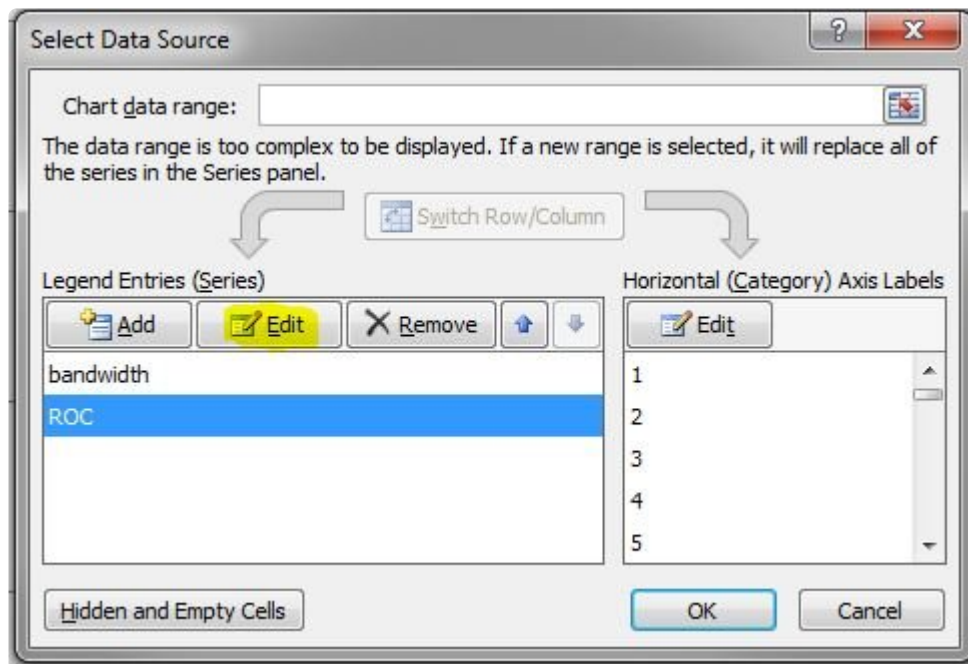 Select Data Source
Chart data range:
The data range is too complex to be displayed. If a new range is selected, it will replace all of
the series in the Series panel.
Switch Row/Column
Legend Entries (Series)
Horizontal (Category) Axis Labels
Add Edit Remove
Edit
bandwidth
ROC
1
2
3
4
5
Hidden and Empty Cells
OK Cancel